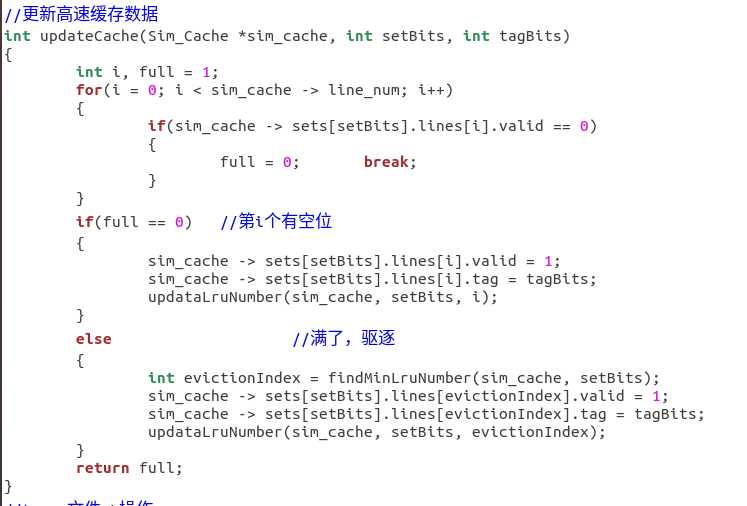 //更新高速缓存数据
int updateCache(Sim_Cache *sim_cache, int setBits, int tagBits)
{
        int i, full = 1;
        for(i = 0; i < sim_cache -> line_num; i++)
        {
                if(sim_cache -> sets[setBits].lines[i].valid == 0)
                {
                        full = 0;       break;
                }
        }
        if(full == 0)   //第i个有空位
        {
                sim_cache -> sets[setBits].lines[i].valid = 1;
                sim_cache -> sets[setBits].lines[i].tag = tagBits;
                updataLruNumber(sim_cache, setBits, i);
        }
        else                    //满了，驱逐
        {
                int evictionIndex = findMinLruNumber(sim_cache, setBits);
                sim_cache -> sets[setBits].lines[evictionIndex].valid = 1;
                sim_cache -> sets[setBits].lines[evictionIndex].tag = tagBits;
                updataLruNumber(sim_cache, setBits, evictionIndex);
        }
        return full;
}